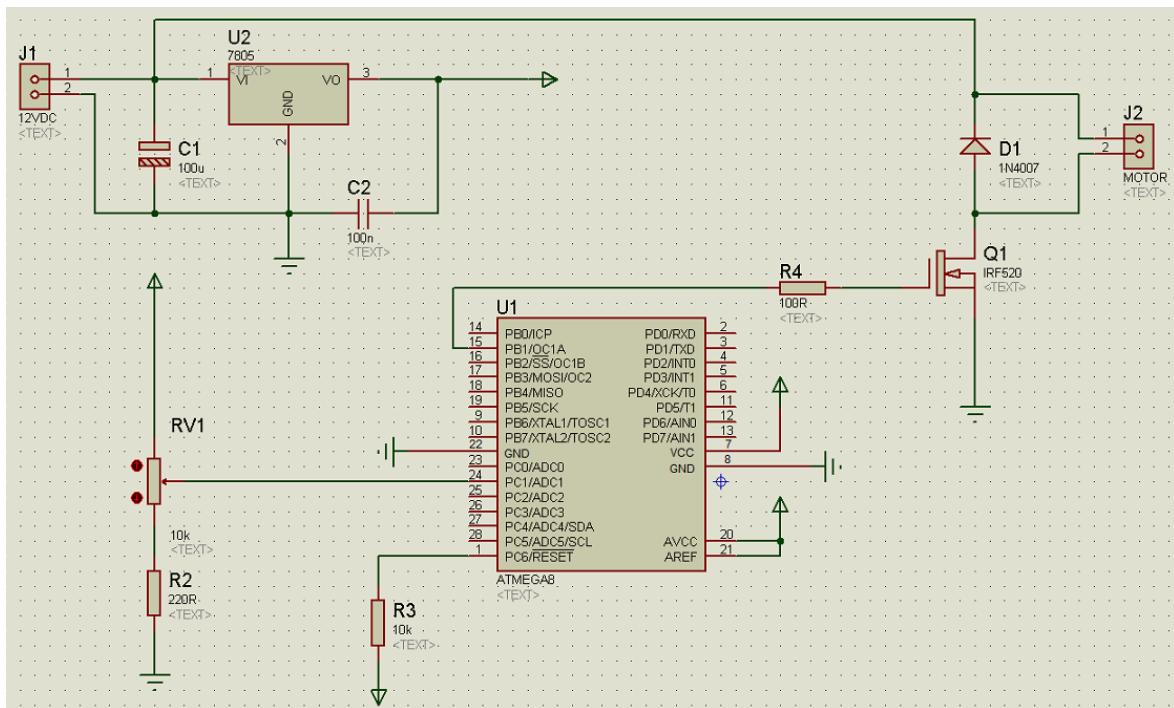 J1
1
2
12VDC
<TEXT>
U2
7805
<TEXT>
1
VI
VO
3
GND
2
C1
100u
<TEXT>
C2
100n
<TEXT>
D1
1N4007
<TEXT>
J2
1
2
MOTOR
<TEXT>
Q1
IRF520
<TEXT>
R4
100R
<TEXT>
U1
14
PB0/ICP
15
PB1/OC1A
16
PB2/SS/OC1B
17
PB3/MOSI/OC2
18
PB4/MISO
19
PB5/SCK
9
PB6/XTAL1/TOSC1
10
PB7/XTAL2/TOSC2
22
GND
23
PC0/ADC0
24
PC1/ADC1
25
PC2/ADC2
26
PC3/ADC3
27
PC4/ADC4/SDA
28
PC5/ADC5/SCL
1
PC6/RESET
PD0/RXD
2
PD1/TXD
3
PD2/INT0
4
PD3/INT1
5
PD4/XCK/T0
6
PD5/T1
11
PD6/AIN0
12
PD7/AIN1
13
VCC
7
GND
8
AVCC
20
AREF
21
ATMEGA8
<TEXT>
RV1
10k
<TEXT>
R2
220R
<TEXT>
R3
10k
<TEXT>